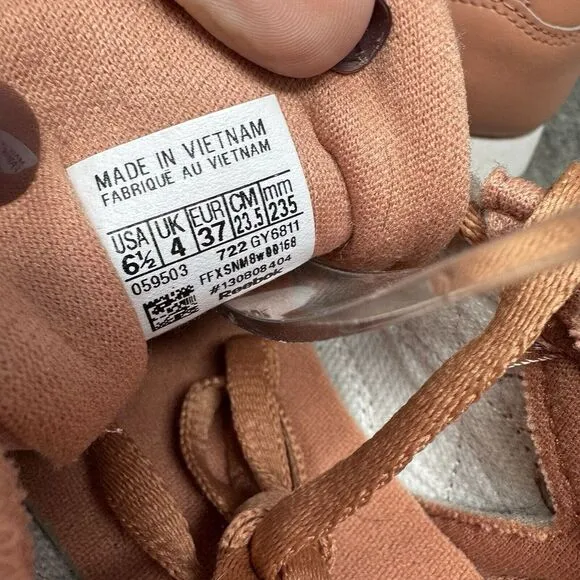 MADE IN VIETNAM
FABRIQUE AU VIETNAM
USA UK EUR CM mm
6½ 4 37 23.5 235
059503 722 GY6811
FFXSNM8w00168
#130808404
Reebok